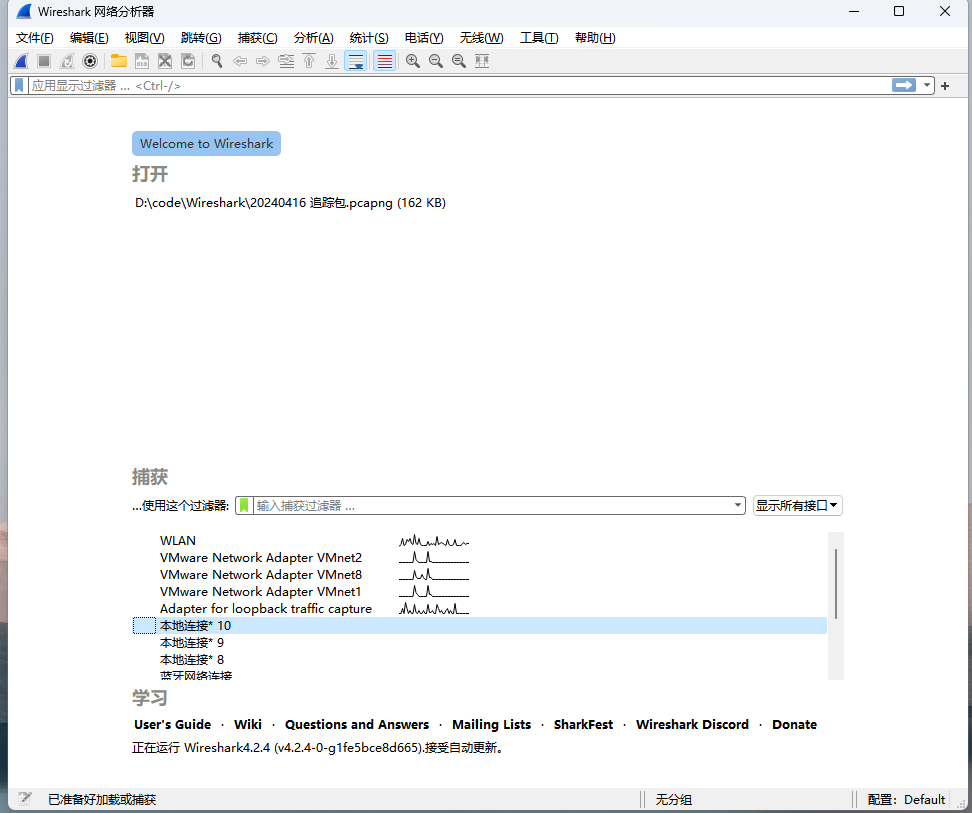 Wireshark 网络分析器
文件(F) 编辑(E) 视图(V) 跳转(G) 捕获(C) 分析(A) 统计(S) 电话(Y) 无线(W) 工具(T) 帮助(H)
应用显示过滤器 … <Ctrl-/>
Welcome to Wireshark
打开
D:\code\Wireshark\20240416 追踪包.pcapng (162 KB)
捕获
…使用这个过滤器: 输入捕获过滤器 … 显示所有接口
WLAN
VMware Network Adapter VMnet2
VMware Network Adapter VMnet8
VMware Network Adapter VMnet1
Adapter for loopback traffic capture
本地连接* 10
本地连接* 9
本地连接* 8
蓝牙网络连接
学习
User's Guide · Wiki · Questions and Answers · Mailing Lists · SharkFest · Wireshark Discord · Donate
正在运行 Wireshark4.2.4 (v4.2.4-0-g1fe5bce8d665).接受自动更新。
已准备好加载或捕获 无分组 配置：Default